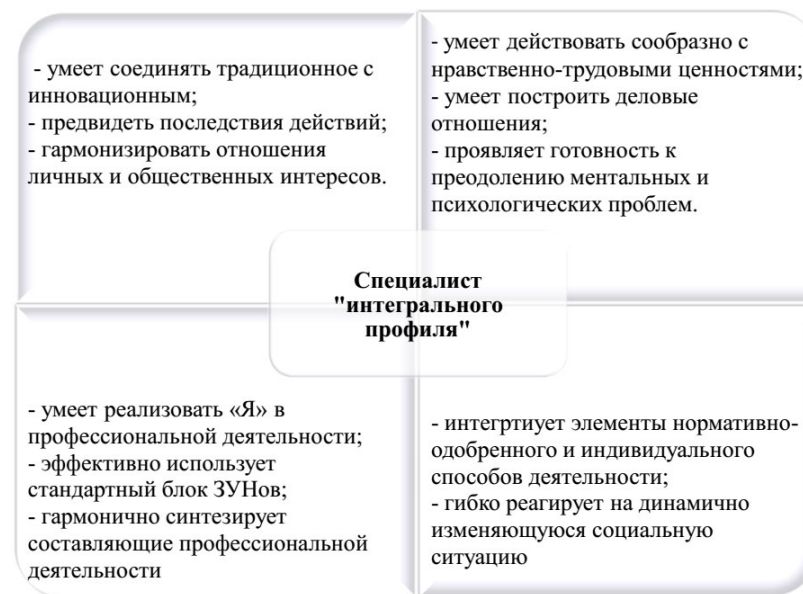 - умеет соединять традиционное с
инновационным;
- предвидеть последствия действий;
- гармонизировать отношения
личных и общественных интересов.
- умеет действовать сообразно с
нравственно-трудовыми ценностями;
- умеет построить деловые
отношения;
- проявляет готовность к
преодолению ментальных и
психологических проблем.
Специалист
"интегрального
профиля"
- умеет реализовать «Я» в
профессиональной деятельности;
- эффективно использует
стандартный блок ЗУНов;
- гармонично синтезирует
составляющие профессиональной
деятельности
- интегртиует элементы нормативно-
одобренного и индивидуального
способов деятельности;
- гибко реагирует на динамично
изменяющуюся социальную
ситуацию